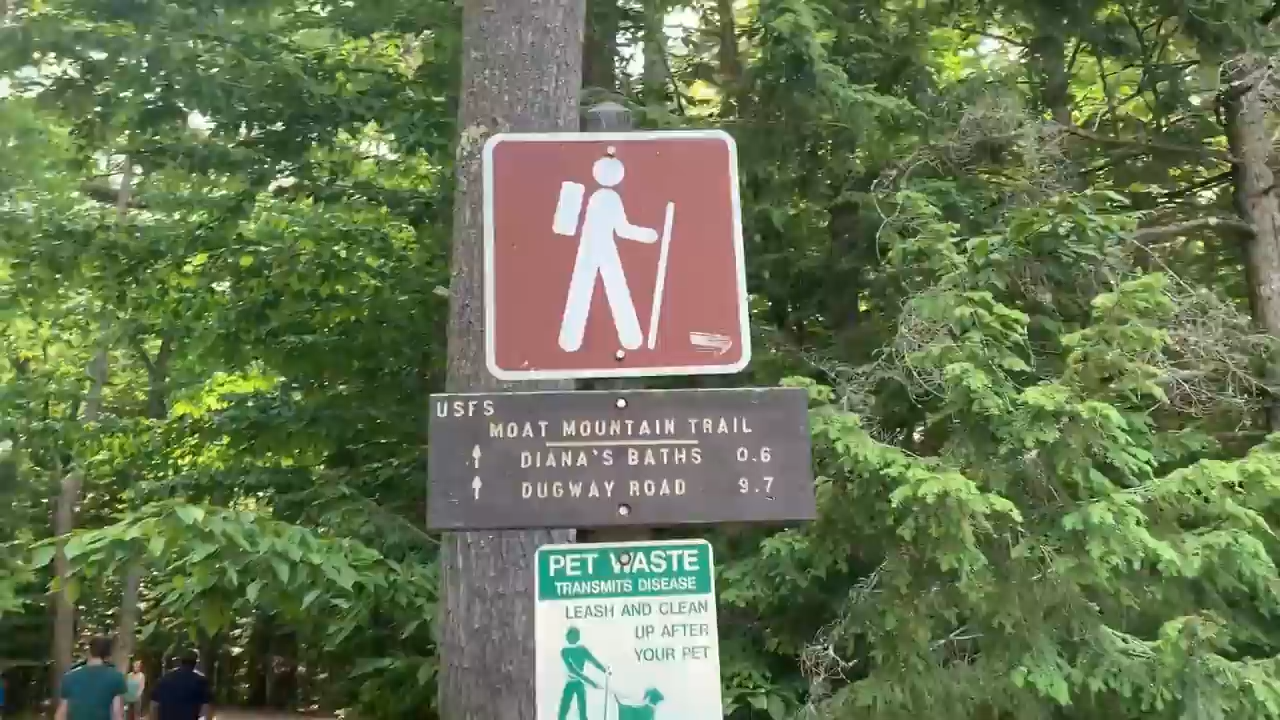 USFS
MOAT MOUNTAIN TRAIL
DIANA'S BATHS 0.6
DUGWAY ROAD 9.7
PET WASTE
TRANSMITS DISEASE
LEASH AND CLEAN
UP AFTER
YOUR PET